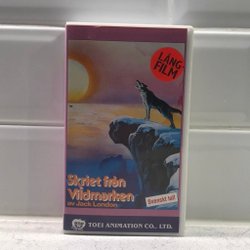 LÅNG
FILM
Skriet från
Vildmarken
av Jack London
Svenskt tal!
TOEI ANIMATION CO., LTD.